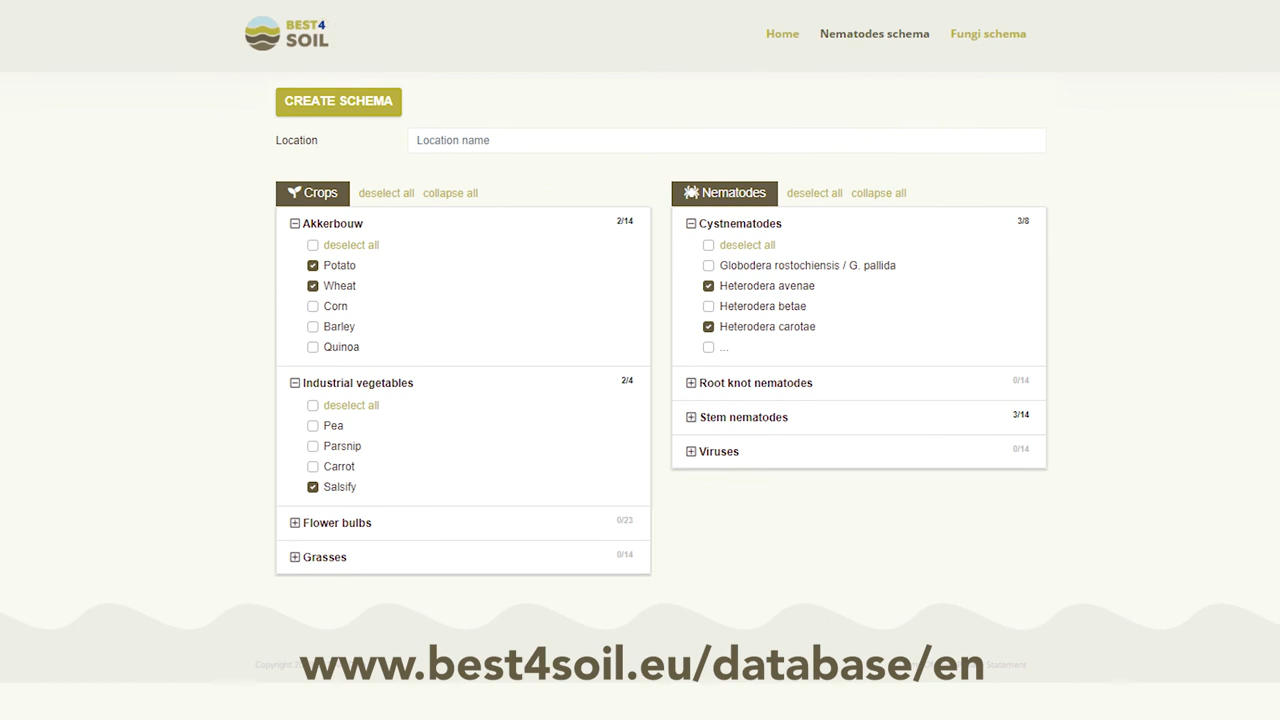 BEST4
SOIL
Home Nematodes schema Fungi schema
CREATE SCHEMA
Location Location name
Crops deselect all collapse all
Akkerbouw 2/14
deselect all
Potato
Wheat
Corn
Barley
Quinoa
Industrial vegetables 2/4
deselect all
Pea
Parsnip
Carrot
Salsify
Flower bulbs 0/23
Grasses 0/14
Nematodes deselect all collapse all
Cystnematodes 3/8
deselect all
Globodera rostochiensis / G. pallida
Heterodera avenae
Heterodera betae
Heterodera carotae
...
Root knot nematodes 0/14
Stem nematodes 3/14
Viruses 0/14
Copyright Statement
www.best4soil.eu/database/en